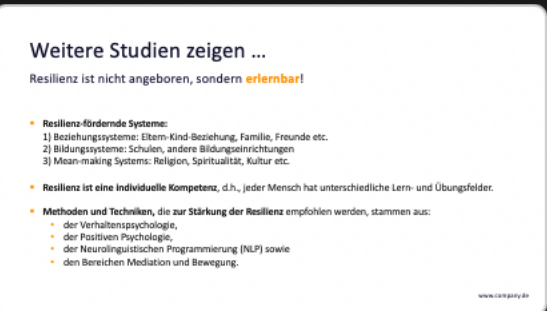 Weitere Studien zeigen ...
Resilienz ist nicht angeboren, sondern erlernbar!
Resilienz-fördernde Systeme:
1) Beziehungssysteme: Eltern-Kind-Beziehung, Familie, Freunde etc.
2) Bildungssysteme: Schulen, andere Bildungseinrichtungen
3) Mean-making Systems: Religion, Spiritualität, Kultur etc.
Resilienz ist eine individuelle Kompetenz, d.h., jeder Mensch hat unterschiedliche Lern- und Übungsfelder.
Methoden und Techniken, die zur Stärkung der Resilienz empfohlen werden, stammen aus:
der Verhaltenspsychologie,
der Positiven Psychologie,
der Neurolinguistischen Programmierung (NLP) sowie
den Bereichen Mediation und Bewegung.
www.company.de